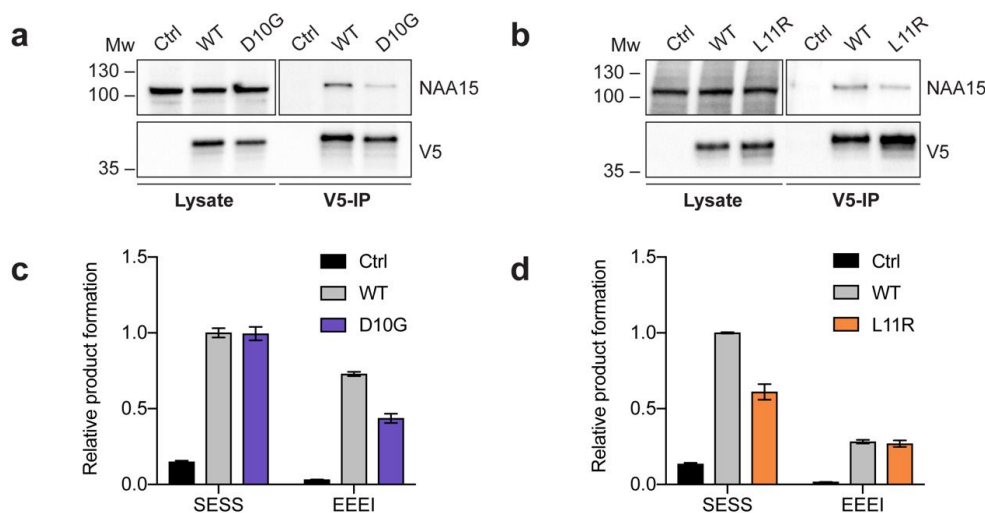 a
Mw Ctrl WT D10G Ctrl WT D10G
130
100
NAA15
35
V5
Lysate V5-IP
b
Mw Ctrl WT L11R Ctrl WT L11R
130
100
NAA15
35
V5
Lysate V5-IP
c
Relative product formation
1.5
1.0
0.5
0.0
Ctrl
WT
D10G
SESS EEEI
d
Relative product formation
1.5
1.0
0.5
0.0
Ctrl
WT
L11R
SESS EEEI